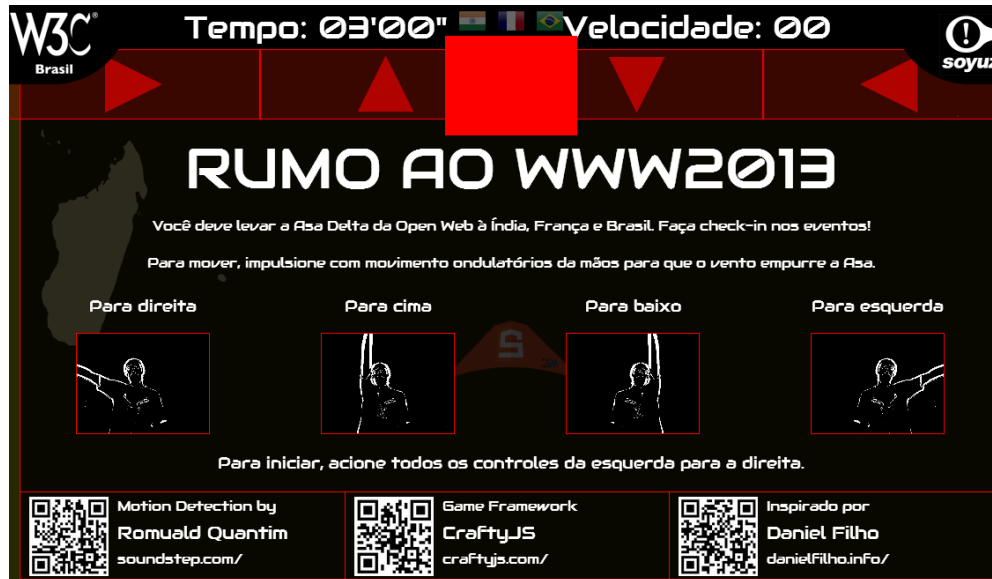 W3C®
Brasil
Tempo: 03'00"
Velocidade: 00
soyuz
RUMO AO WWW2013
Você deve levar a Asa Delta da Open Web à Índia, França e Brasil. Faça check-in nos eventos!
Para mover, impulsione com movimento ondulatórios da mãos para que o vento empurre a Asa.
Para direita
Para cima
Para baixo
Para esquerda
S
Para iniciar, acione todos os controles da esquerda para a direita.
Motion Detection by
Romuald Quantim
soundstep.com/
Game Framework
CraftyJS
craftyjs.com/
Inspirado por
Daniel Filho
danielFilho.info/